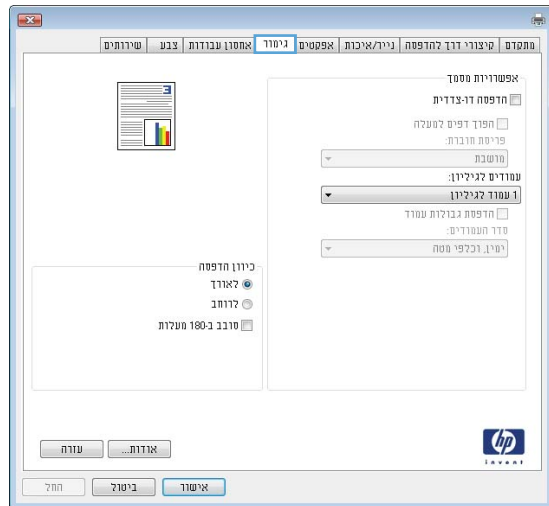 מתקדם
קיצורי דרך להדפסה
נייר/איכות
אפקטים
גימור
אחסון עבודות
צבע
שירותים
אפשרויות מסמך
הדפסה דו-צדדית
הפוך דפים למעלה
פריסת חוברת:
מושבת
עמודים לגיליון:
1 עמוד לגיליון
הדפסת גבולות עמוד
סדר העמודים:
ימין, וכלפי מטה
כיוון הדפסה
לאורך
לרוחב
סובב ב-180 מעלות
אודות...
עזרה
hp
invent
אישור
ביטול
החל